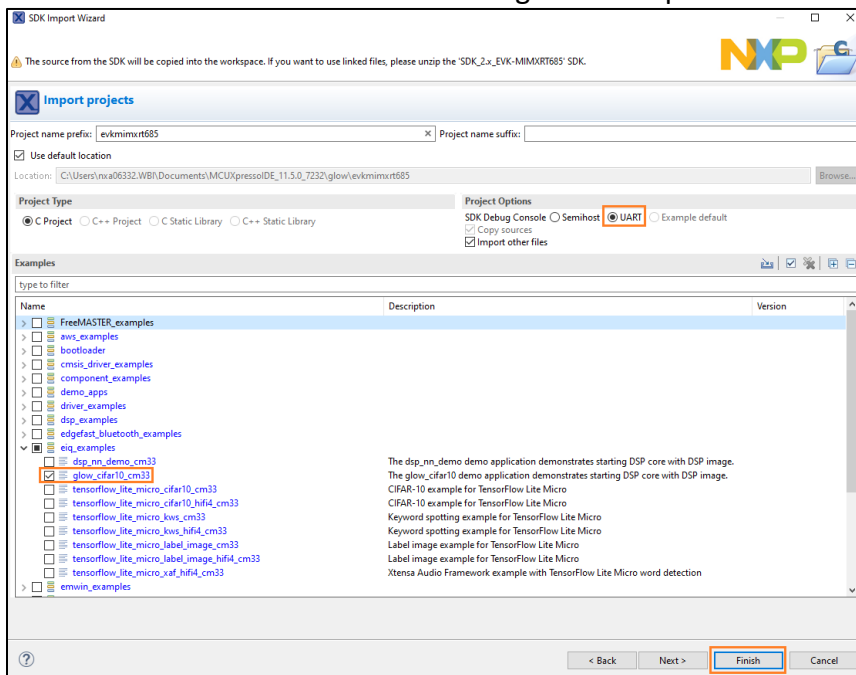 SDK Import Wizard
The source from the SDK will be copied into the workspace. If you want to use linked files, please unzip the 'SDK_2.x_EVK-MIMXRT685' SDK.
NXP
Import projects
Project name prefix: evkmimxrt685
Project name suffix:
Use default location
Location: C:\Users\nxa06332.WBI\Documents\MCUXpressoIDE_11.5.0_7232\glow\evkmimxrt685 Browse...
Project Type
C Project C++ Project C Static Library C++ Static Library
Project Options
SDK Debug Console Semihost UART Example default
Copy sources
Import other files
Examples
type to filter
Name Description Version
FreeMASTER_examples
aws_examples
bootloader
cmsis_driver_examples
component_examples
demo_apps
driver_examples
dsp_examples
edgefast_bluetooth_examples
eiq_examples
dsp_nn_demo_cm33 The dsp_nn_demo demo application demonstrates starting DSP core with DSP image.
glow_cifar10_cm33 The glow_cifar10 demo application demonstrates starting DSP core with DSP image.
tensorflow_lite_micro_cifar10_cm33 CIFAR-10 example for TensorFlow Lite Micro
tensorflow_lite_micro_cifar10_hifi4_cm33 CIFAR-10 example for TensorFlow Lite Micro
tensorflow_lite_micro_kws_cm33 Keyword spotting example for TensorFlow Lite Micro
tensorflow_lite_micro_kws_hifi4_cm33 Keyword spotting example for TensorFlow Lite Micro
tensorflow_lite_micro_label_image_cm33 Label image example for TensorFlow Lite Micro
tensorflow_lite_micro_label_image_hifi4_cm33 Label image example for TensorFlow Lite Micro
tensorflow_lite_micro_xaf_hifi4_cm33 Xtensa Audio Framework example with TensorFlow Lite Micro word detection
emwin_examples
< Back Next > Finish Cancel